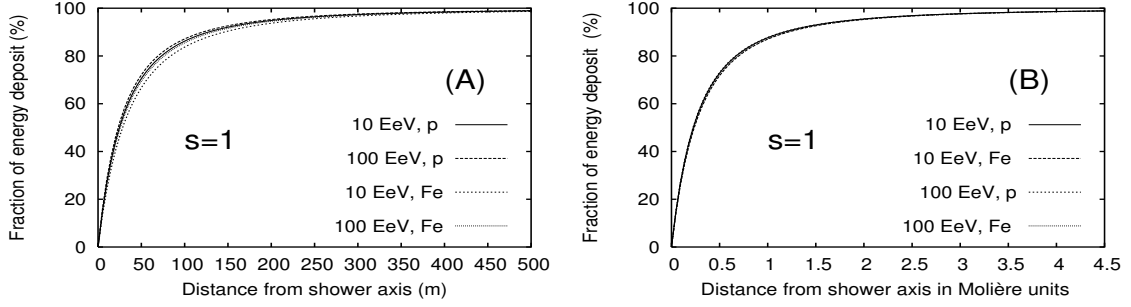 Fraction of energy deposit (%)
100
80
60
40
20
0
(A)
s=1
10 EeV, p
100 EeV, p
10 EeV, Fe
100 EeV, Fe
0 50 100 150 200 250 300 350 400 450 500
Distance from shower axis (m)
Fraction of energy deposit (%)
100
80
60
40
20
0
(B)
s=1
10 EeV, p
10 EeV, Fe
100 EeV, p
100 EeV, Fe
0 0.5 1 1.5 2 2.5 3 3.5 4 4.5
Distance from shower axis in Molière units